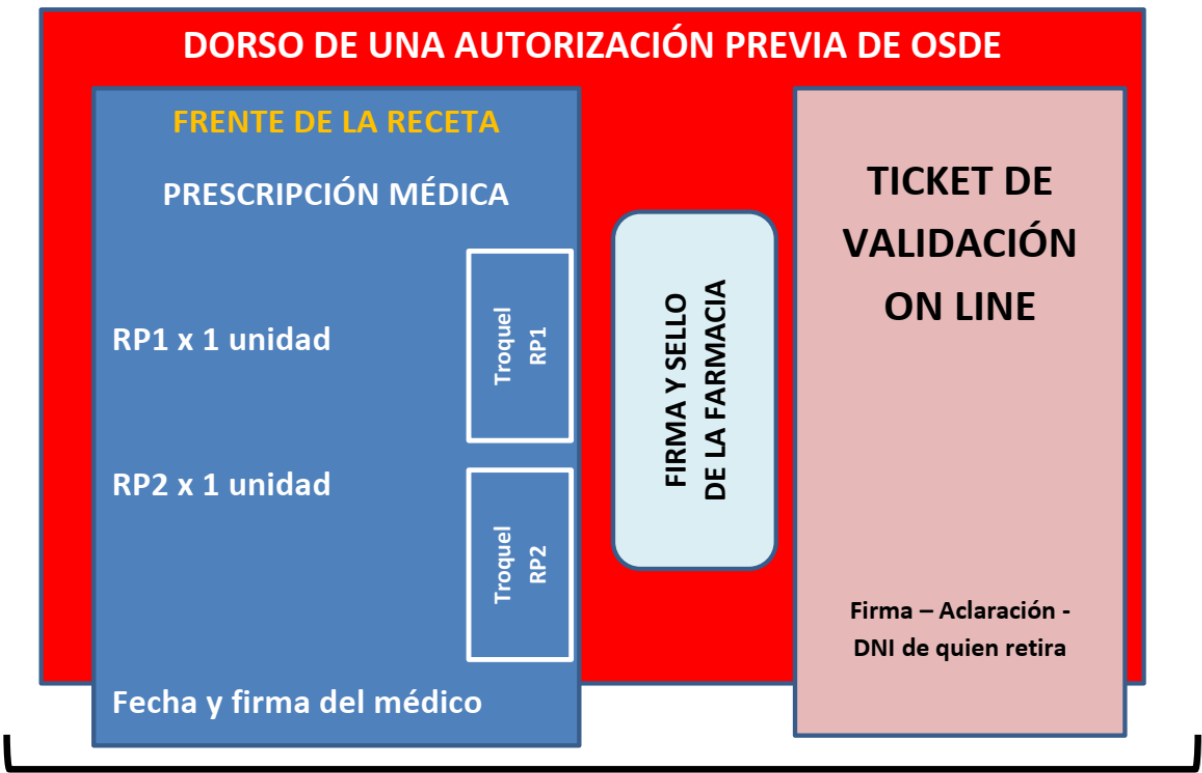 DORSO DE UNA AUTORIZACIÓN PREVIA DE OSDE
FRENTE DE LA RECETA
PRESCRIPCIÓN MÉDICA
RP1 x 1 unidad
Troquel
RP1
RP2 x 1 unidad
Troquel
RP2
Fecha y firma del médico
FIRMA Y SELLO
DE LA FARMACIA
TICKET DE
VALIDACIÓN
ON LINE
Firma – Aclaración -
DNI de quien retira